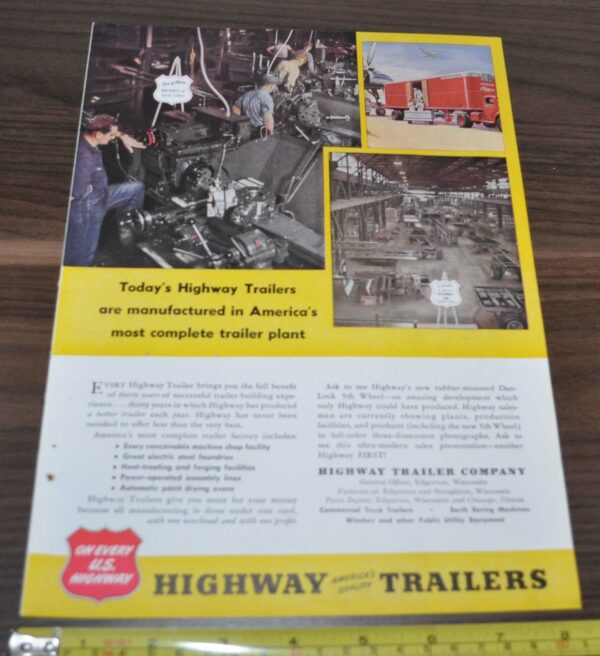 Today's Highway Trailers
are manufactured in America's
most complete trailer plant
EVERY Highway Trailer brings you the full benefit
of thirty years of successful trailer-building expe-
rience . . . thirty years in which Highway has produced
a better trailer each year. Highway has never been
satisfied to offer less than the very best.
America's most complete trailer factory includes:
• Every conceivable machine shop facility
• Great electric steel foundries
• Heat-treating and forging facilities
• Power-operated assembly lines
• Automatic paint drying ovens
Highway Trailers give you more for your money
because all manufacturing is done under one roof,
with one overhead and with one profit.
Ask to see Highway's new rubber-mounted Duo-
Lock 5th Wheel—an amazing development which
only Highway could have produced. Highway sales-
men are currently showing plants, production
facilities, and products (including the new 5th Wheel)
in full-color three-dimension photographs. Ask to
see this ultra-modern sales presentation—another
Highway FIRST!
HIGHWAY TRAILER COMPANY
General Offices, Edgerton, Wisconsin
Factories at: Edgerton and Stoughton, Wisconsin
Parts Depots: Edgerton, Wisconsin and Chicago, Illinois
Commercial Truck Trailers • Earth Boring Machines
Winches and other Public Utility Equipment
ON EVERY
U.S.
HIGHWAY
HIGHWAY AMERICA'S QUALITY TRAILERS
1 2 3 4 5 6 7 8